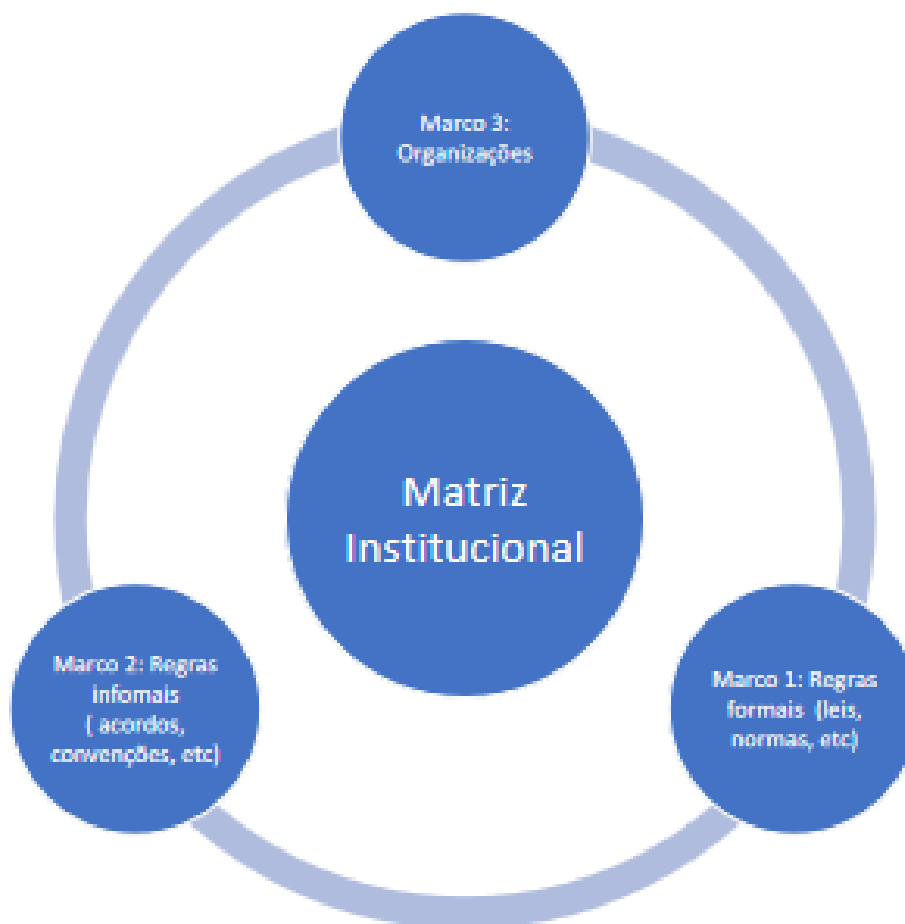 Marco 3:
Organizações
Matriz
Institucional
Marco 2: Regras
infomais
( acordos,
convenções, etc)
Marco 1: Regras
formais (leis,
normas, etc)